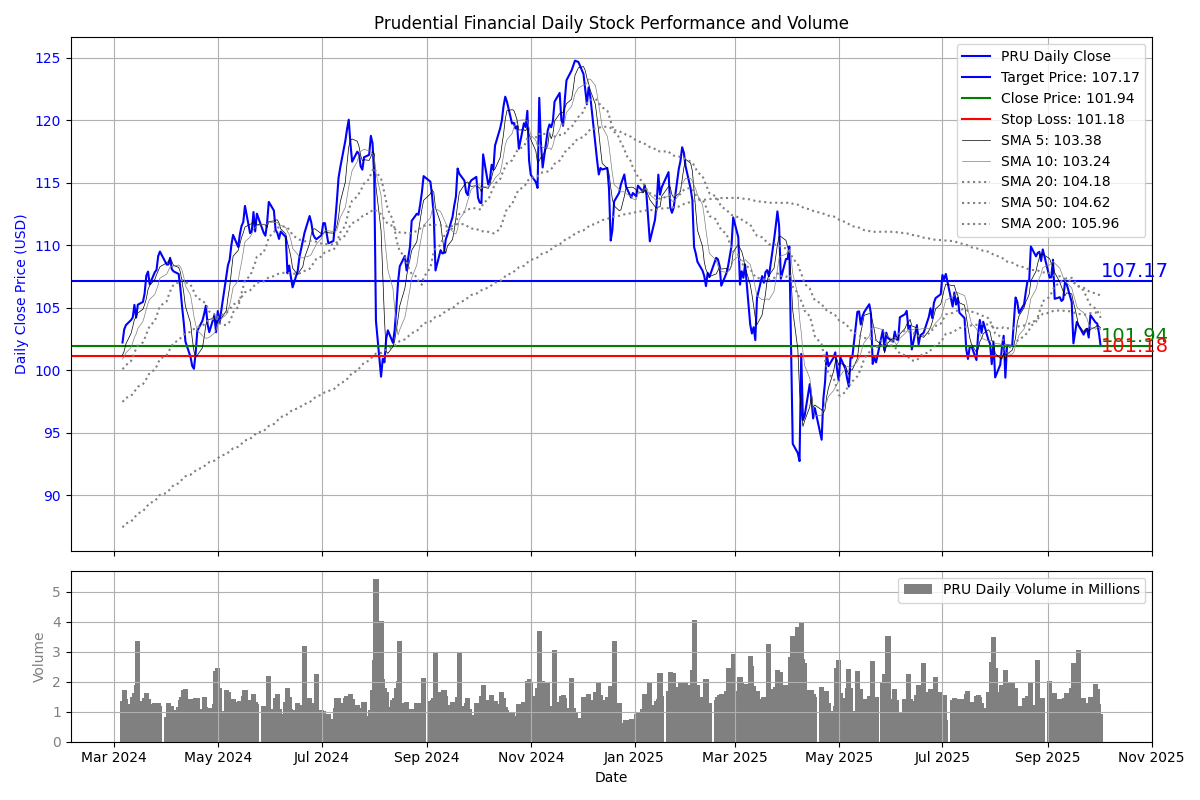 Prudential Financial Daily Stock Performance and Volume
Daily Close Price (USD)
125
120
115
110
105
100
95
90
PRU Daily Close
Target Price: 107.17
Close Price: 101.94
Stop Loss: 101.18
SMA 5: 103.38
SMA 10: 103.24
SMA 20: 104.18
SMA 50: 104.62
SMA 200: 105.96
107.17
101.94
101.18
Volume
5
4
3
2
1
0
PRU Daily Volume in Millions
Mar 2024 May 2024 Jul 2024 Sep 2024 Nov 2024 Jan 2025 Mar 2025 May 2025 Jul 2025 Sep 2025 Nov 2025
Date